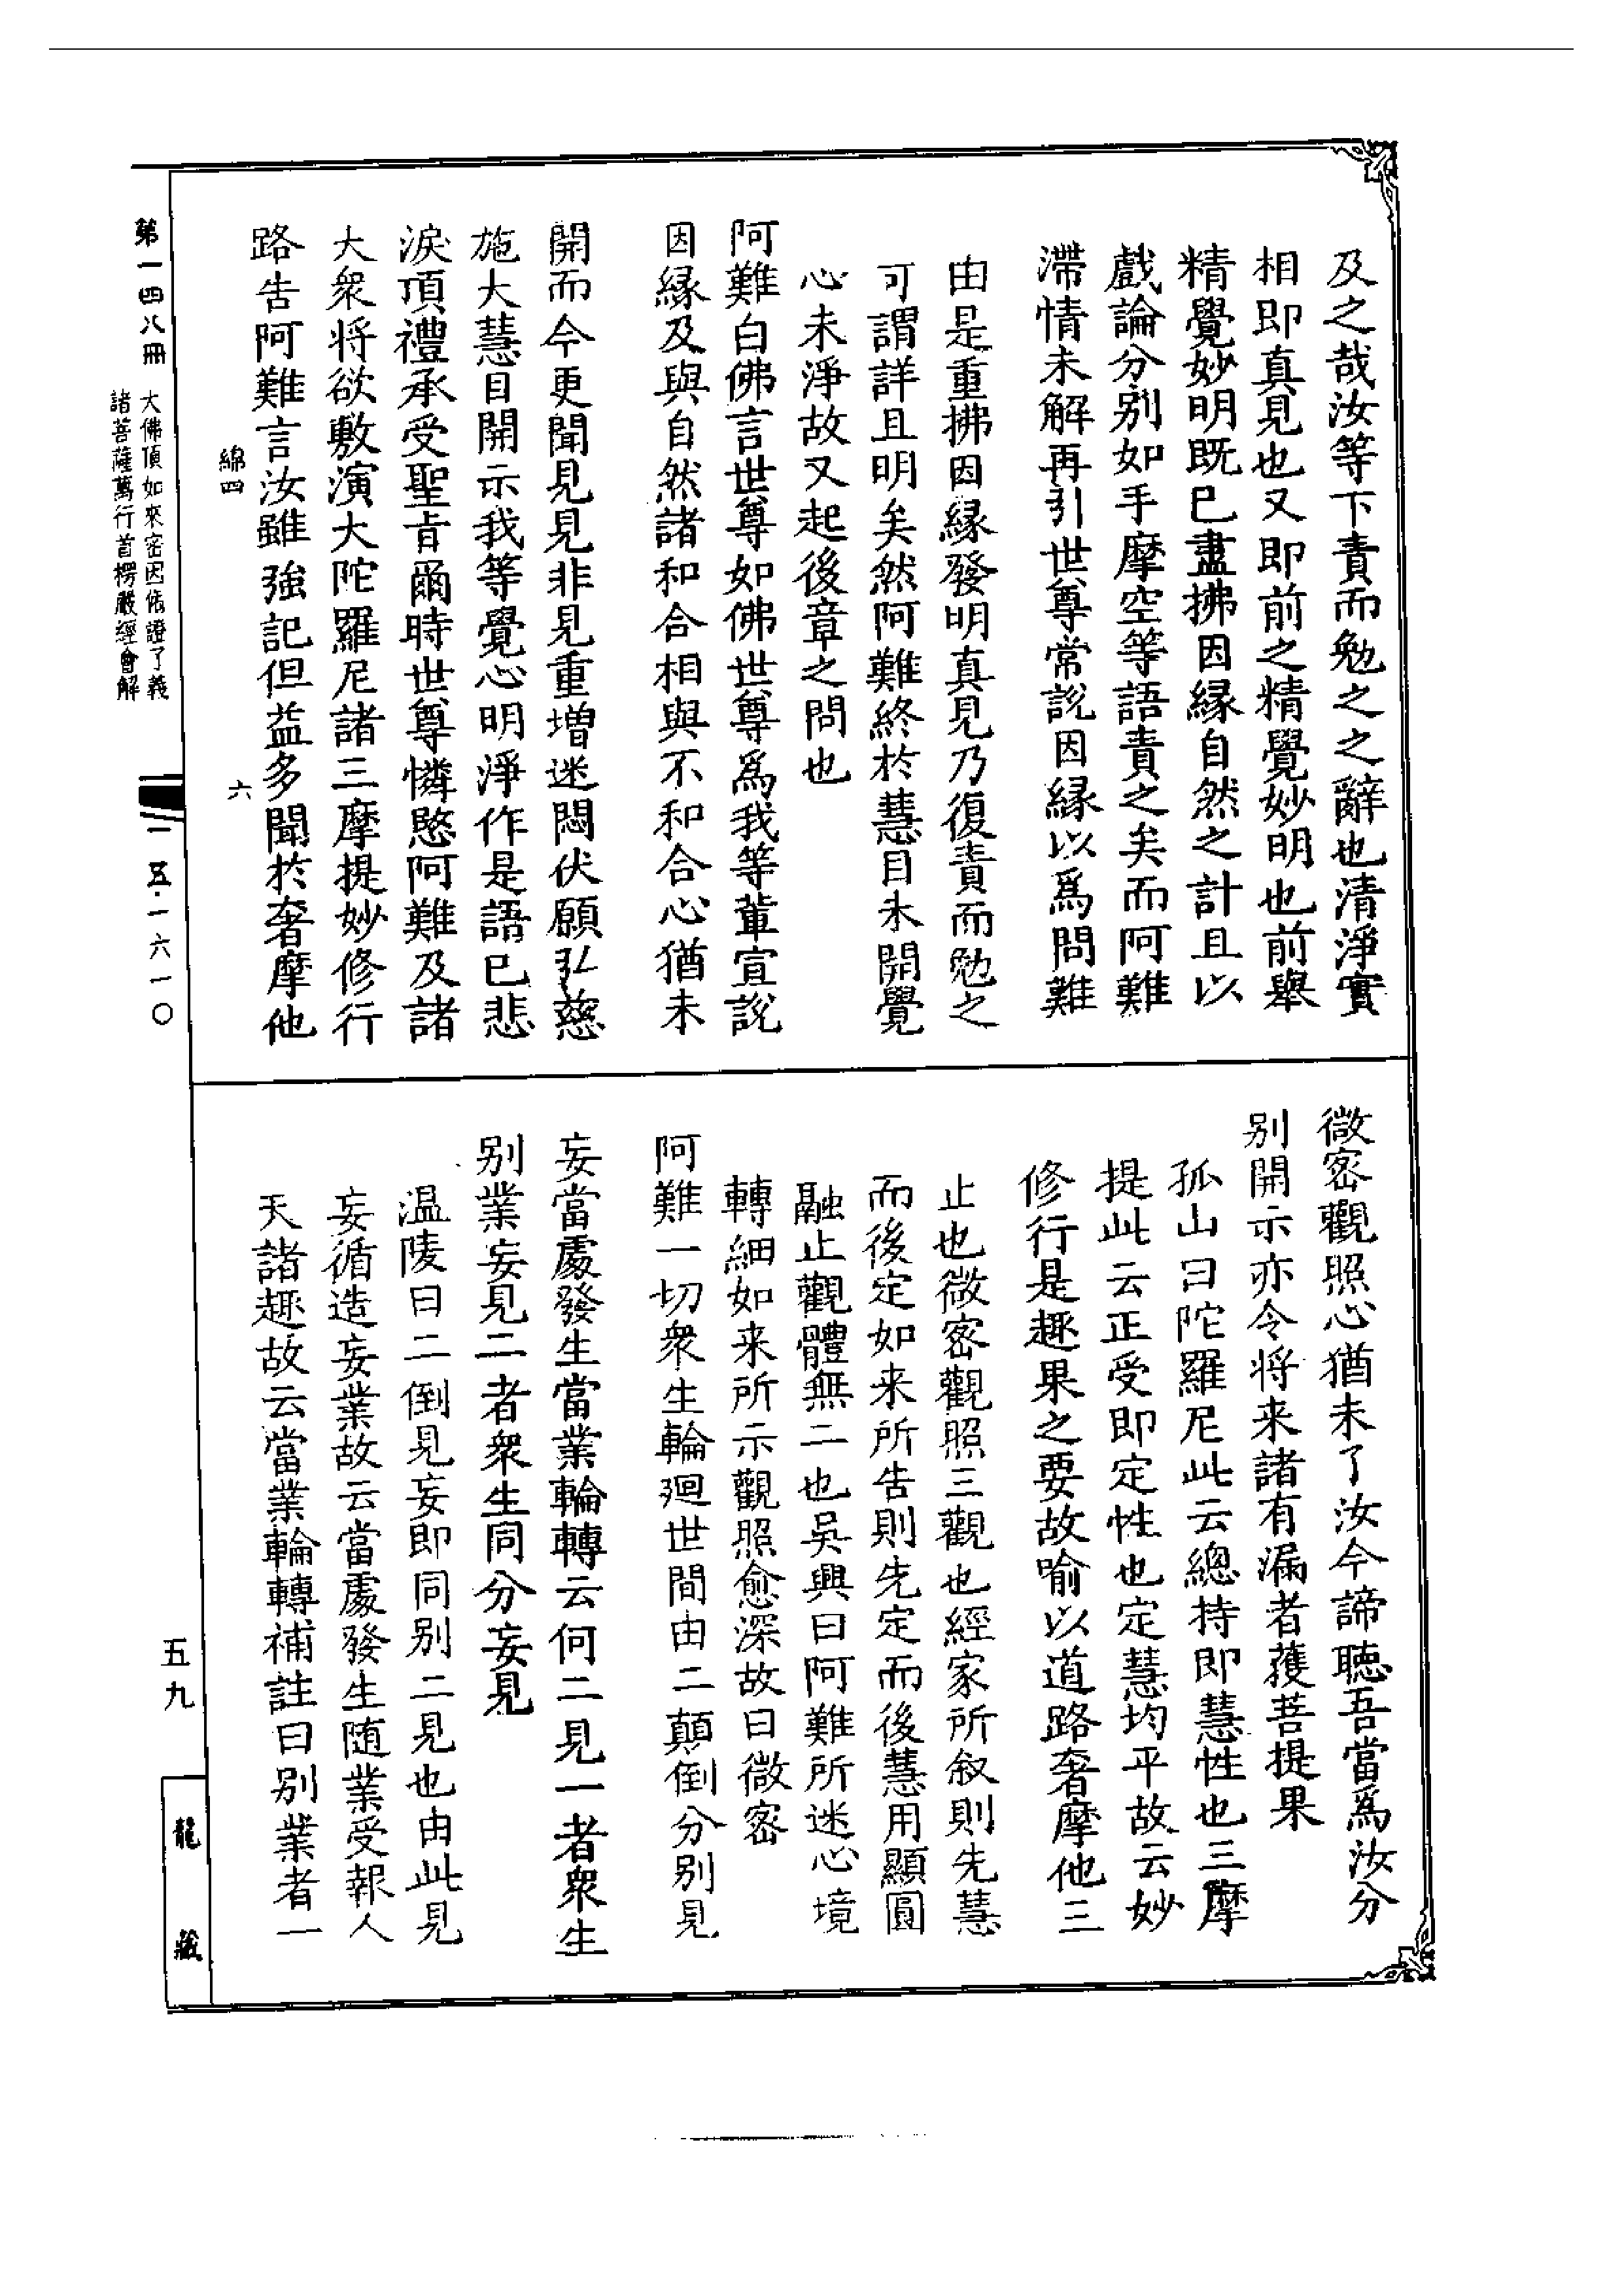 及之哉汝等下責而勉之之辭也清淨實
相即真見也又即前之精覺妙明也前舉
精覺妙明既已盡拂因緣自然之計且以
戲論分別如手摩空等語責之矣而阿難
滯情未解再引世尊常說因緣以為問難
由是重拂因緣發明真見乃復責而勉之
可謂詳且明矣然阿難終於慧目未開覺
心未淨故又起後章之問也
阿難白佛言世尊如佛世尊為我等輩宣說
因緣及與自然諸和合相與不和合心猶未
開而今更聞見見非見重增迷悶伏願弘慈
施大慧目開示我等覺心明淨作是語已悲
淚頂禮承受聖旨爾時世尊憐愍阿難及諸
大衆将欲敷演大陀羅尼諸三摩提妙修行
路告阿難言汝雖強記但益多聞於奢摩他
綿四 六
微密觀照心猶未了汝今諦聽吾當為汝分
別開示亦令将来諸有漏者獲菩提果
孤山曰陀羅尼此云總持即慧性也三摩
提此云正受即定性也定慧均平故云妙
修行是趣果之要故喻以道路奢摩他三
止也微密觀照三觀也經家所叙則先慧
而後定如来所告則先定而後慧用顯圓
融止觀體無二也吳興曰阿難所迷心境
轉細如来所示觀照愈深故曰微密
阿難一切衆生輪廻世間由二顛倒分別見
妄當處發生當業輪轉云何二見一者衆生
別業妄見二者衆生同分妄見
温陵曰二倒見妄即同別二見也由此見
妄循造妄業故云當處發生随業受報人
天諸趣故云當業輪轉補註曰別業者一
第一四八冊
大佛頂如來密因修證了義
諸菩薩萬行首楞嚴經會解
一五·一六一〇
五九
龍藏